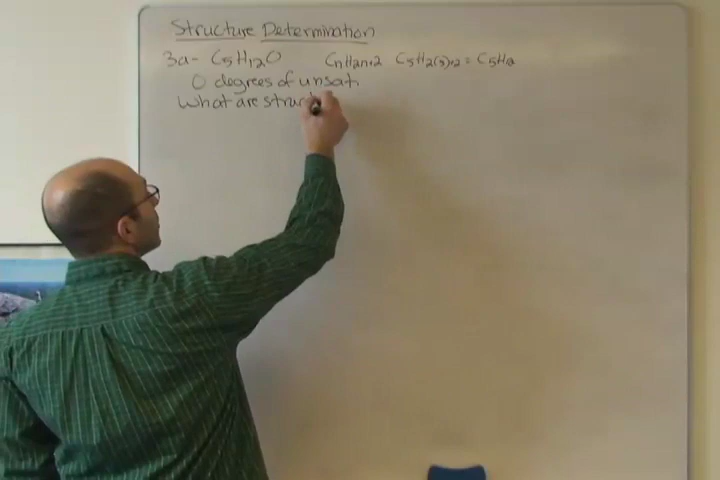 Structure Determination
3a - C5H12O CnH2n+2 C5H2(5)+2 = C5H12
0 degrees of unsat.
What are struct